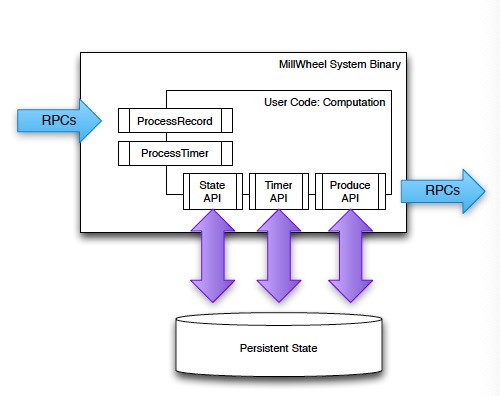 MillWheel System Binary
User Code: Computation
RPCs
ProcessRecord
ProcessTimer
State
API
Timer
API
Produce
API
RPCs
Persistent State